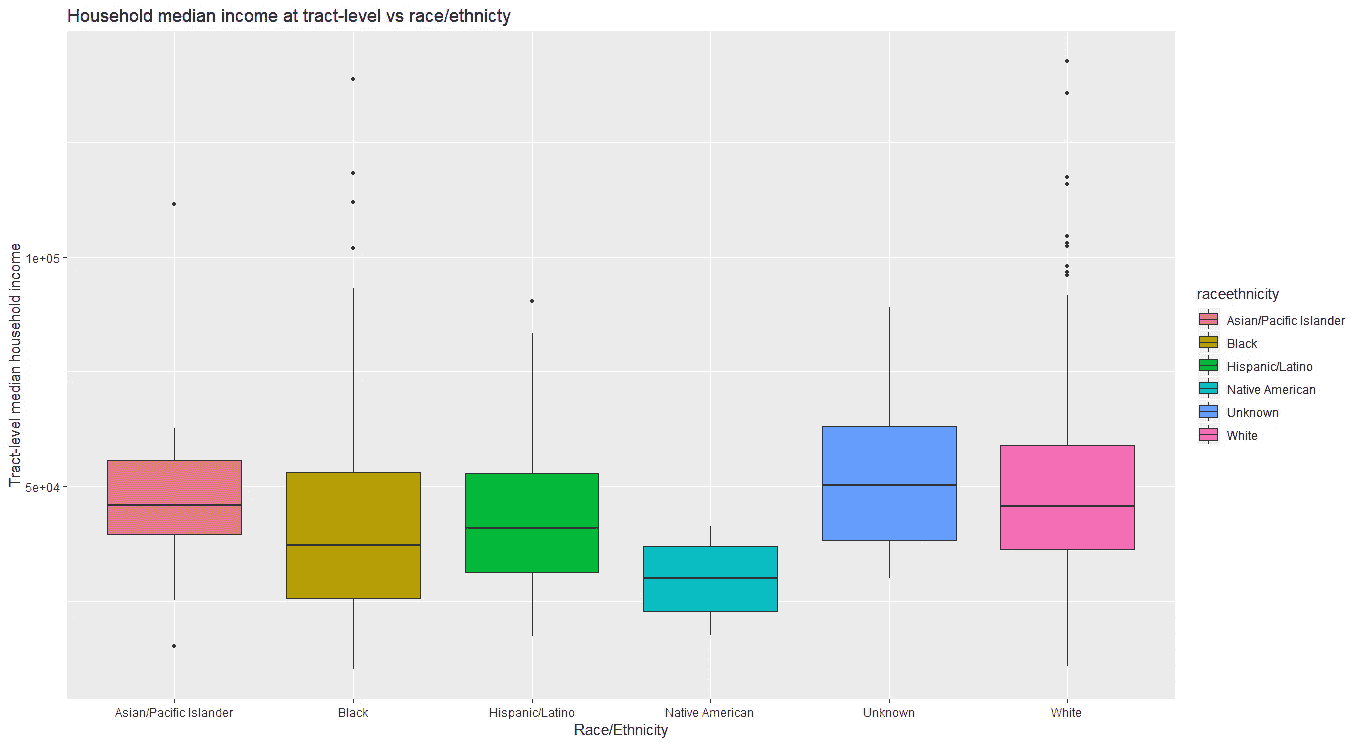 Household median income at tract-level vs race/ethnicty
Tract-level median household income
1e+05
5e+04
Asian/Pacific Islander
Black
Hispanic/Latino
Native American
Unknown
White
Race/Ethnicity
raceethnicity
Asian/Pacific Islander
Black
Hispanic/Latino
Native American
Unknown
White